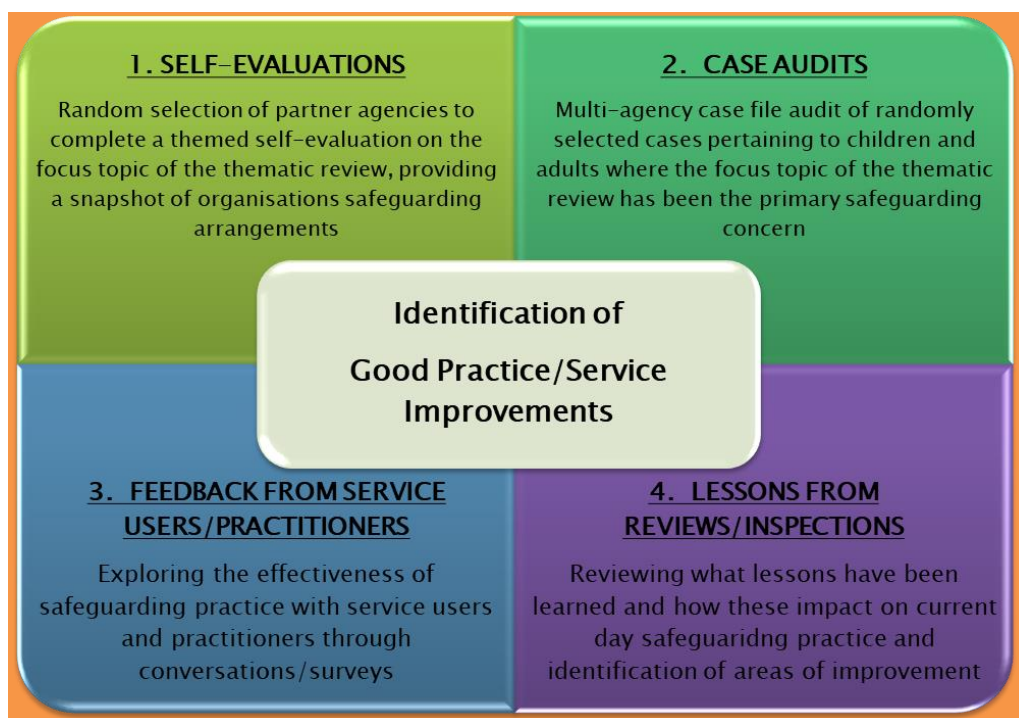 1. SELF-EVALUATIONS
Random selection of partner agencies to
complete a themed self-evaluation on the
focus topic of the thematic review, providing
a snapshot of organisations safeguarding
arrangements
2. CASE AUDITS
Multi-agency case file audit of randomly
selected cases pertaining to children and
adults where the focus topic of the thematic
review has been the primary safeguarding
concern
Identification of
Good Practice/Service
Improvements
3. FEEDBACK FROM SERVICE
USERS/PRACTITIONERS
Exploring the effectiveness of
safeguarding practice with service users
and practitioners through
conversations/surveys
4. LESSONS FROM
REVIEWS/INSPECTIONS
Reviewing what lessons have been
learned and how these impact on current
day safeguaridng practice and
identification of areas of improvement